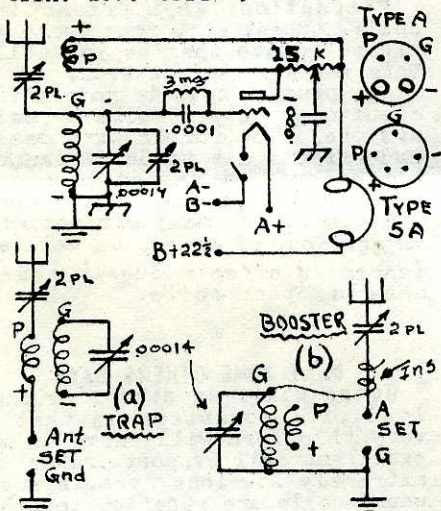 TYPE A
P G
+ -
+
P
15 K
2 PL.
G
3 meg
-
.0001
.00014
2 PL
A-
B-
A+
B+22½
G
P
+
-
TYPE 5A
2 PL
P
G
+
-
.00014
(a)
TRAP
Ant
SET
Gnd
BOOSTER
(b)
2 PL
Ins
G
P
+
A
SET
G